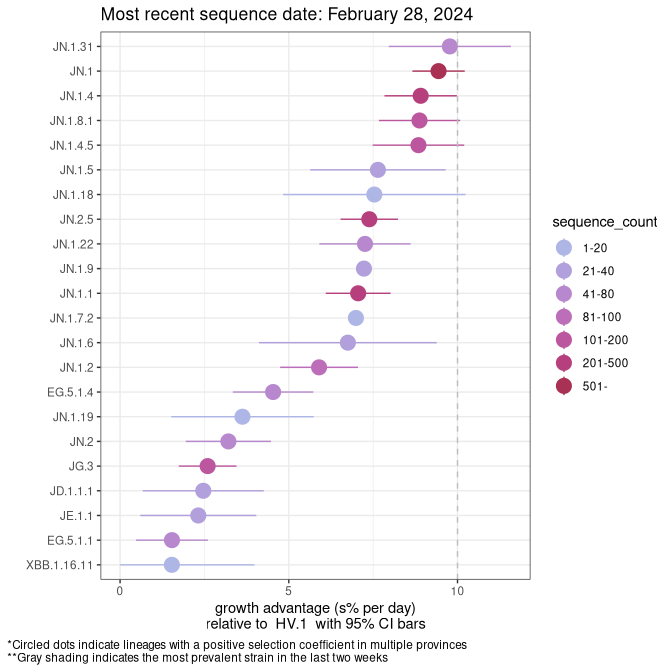 Most recent sequence date: February 28, 2024
JN.1.31
JN.1
JN.1.4
JN.1.8.1
JN.1.4.5
JN.1.5
JN.1.18
JN.2.5
JN.1.22
JN.1.9
JN.1.1
JN.1.7.2
JN.1.6
JN.1.2
EG.5.1.4
JN.1.19
JN.2
JG.3
JD.1.1.1
JE.1.1
EG.5.1.1
XBB.1.16.11
0 5 10
growth advantage (s% per day)
relative to HV.1 with 95% CI bars
sequence_count
1-20
21-40
41-80
81-100
101-200
201-500
501-
*Circled dots indicate lineages with a positive selection coefficient in multiple provinces
**Gray shading indicates the most prevalent strain in the last two weeks